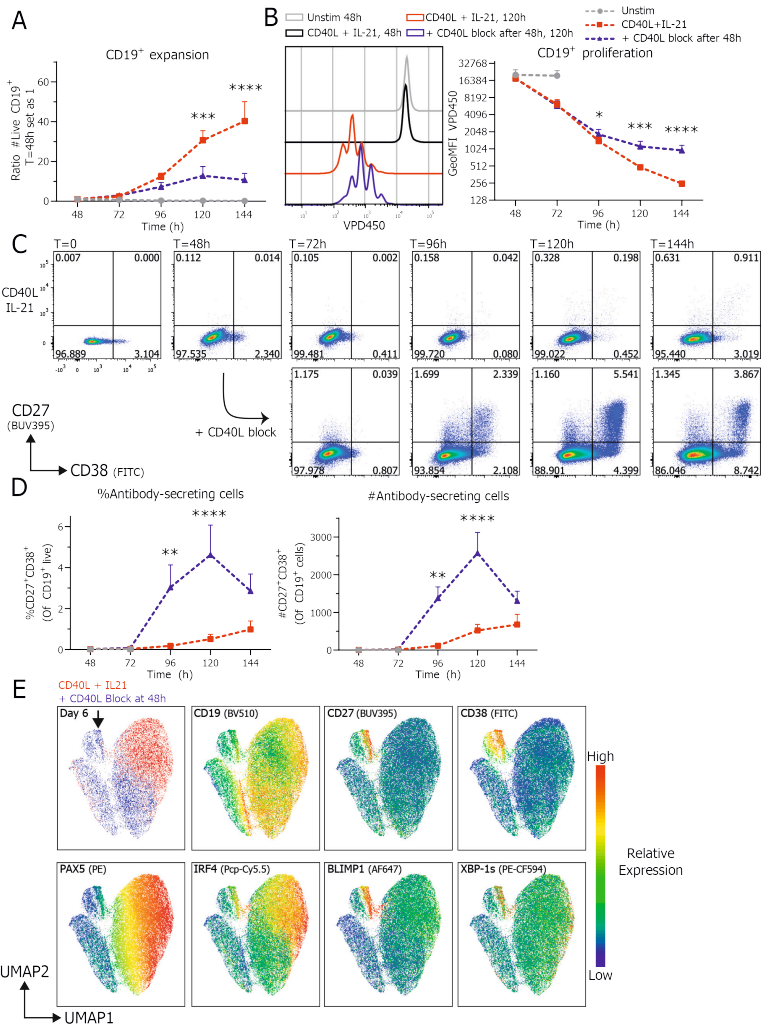 A
CD19⁺ expansion
Ratio #Live CD19⁺
T=48h set as 1
60
40
20
0
****
***
48 72 96 120 144
Time (h)
B
Unstim 48h
CD40L + IL-21, 48h
CD40L + IL-21, 120h
+ CD40L block after 48h, 120h
VPD450
Unstim
CD40L+IL-21
+ CD40L block after 48h
CD19⁺ proliferation
GeoMFI VPD450
32768
16384
8192
4096
2048
1024
512
256
128
* *** ****
48 72 96 120 144
Time (h)
C
T=0 T=48h T=72h T=96h T=120h T=144h
CD40L
IL-21
0.007 0.000
96.889 3.104
0.112 0.014
97.535 2.340
0.105 0.002
99.481 0.411
0.158 0.042
99.720 0.080
0.328 0.198
99.022 0.452
0.631 0.911
95.440 3.019
+ CD40L block
1.175 0.039
97.978 0.807
1.699 2.339
93.854 2.108
1.160 5.541
88.901 4.399
1.345 3.867
86.046 8.742
CD27
(BUV395)
CD38 (FITC)
D
%Antibody-secreting cells
%CD27⁺CD38⁺
(Of CD19⁺ live)
6
4
2
0
** ****
48 72 96 120 144
Time (h)
#Antibody-secreting cells
#CD27⁺CD38⁺
(Of CD19⁺ cells)
3000
2000
1000
0
** ****
48 72 96 120 144
Time (h)
E
CD40L + IL21
+ CD40L Block at 48h
Day 6
CD19 (BV510)
CD27 (BUV395)
CD38 (FITC)
PAX5 (PE)
IRF4 (Pcp-Cy5.5)
BLIMP1 (AF647)
XBP-1s (PE-CF594)
High
Relative
Expression
Low
UMAP2
UMAP1